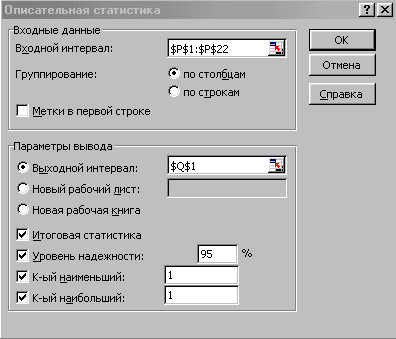 Описательная статистика
Входные данные
Входной интервал: $P$1:$P$22
Группирование: по столбцам
по строкам
Метки в первой строке
OK
Отмена
Справка
Параметры вывода
Выходной интервал: $Q$1
Новый рабочий лист:
Новая рабочая книга
Итоговая статистика
Уровень надежности: 95 %
К-ый наименьший: 1
К-ый наибольший: 1